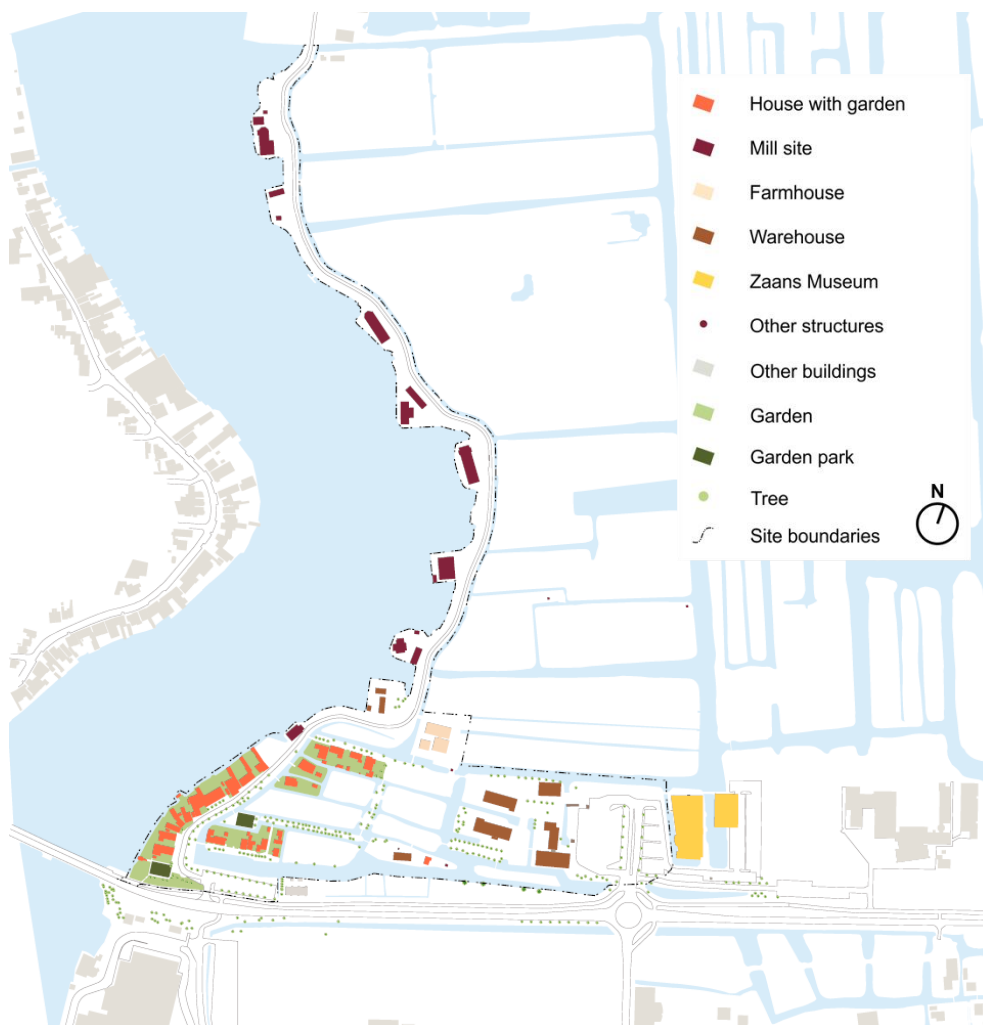 House with garden
Mill site
Farmhouse
Warehouse
Zaans Museum
Other structures
Other buildings
Garden
Garden park
Tree
Site boundaries
N